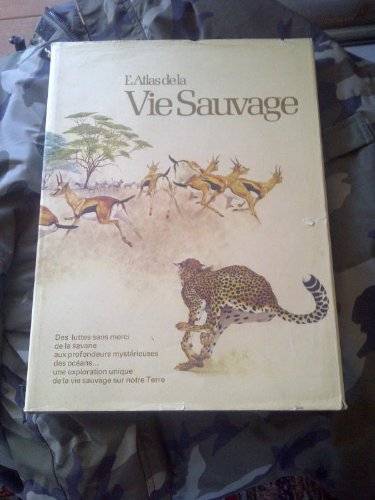 L'Atlas de la
Vie Sauvage
Des luttes sans merci
de la savane
aux profondeurs mystérieuses
des océans...
une exploration unique
de la vie sauvage sur notre Terre